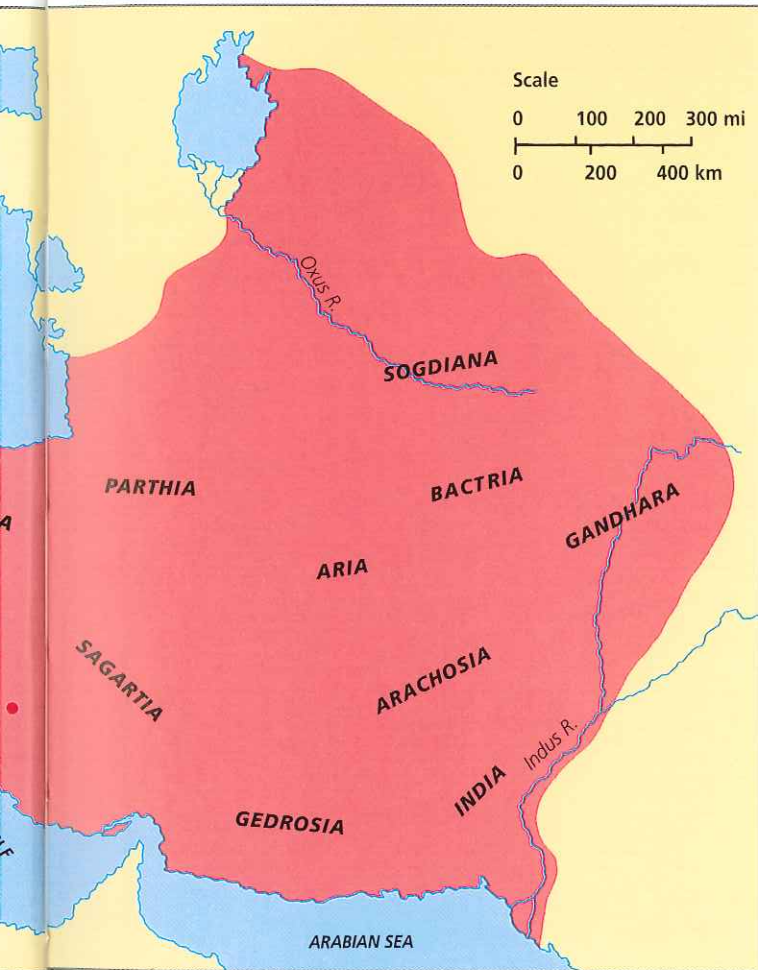 Scale
0 100 200 300 mi
0 200 400 km
Oxus R.
SOGDIANA
PARTHIA
BACTRIA
GANDHARA
A
ARIA
SAGARTIA
ARACHOSIA
Indus R.
INDIA
GEDROSIA
LF
ARABIAN SEA